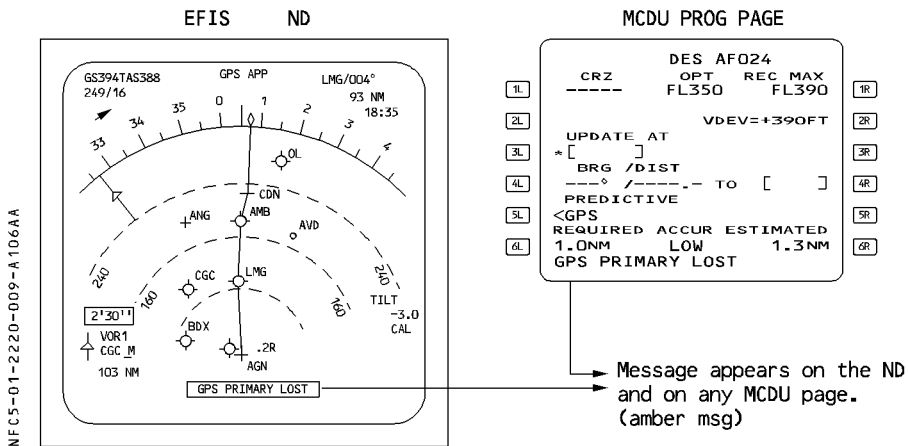 EFIS ND
MCDU PROG PAGE
GS394TAS388
249/16
GPS APP
LMG/004°
93 NM
18:35
33
34
35
0
1
2
3
4
OL
CDN
ANG
AMB
AVD
CGC
LMG
240
160
160
240
TILT
-3.0
CAL
2'30''
VOR1
CGC M
103 NM
BDX
.2R
AGN
GPS PRIMARY LOST
DES AF024
CRZ OPT REC MAX
1L ----- FL350 FL390 1R
2L VDEV=+390FT 2R
UPDATE AT
3L *[ ] 3R
BRG /DIST
4L ---° /----.- TO [ ] 4R
PREDICTIVE
5L <GPS 5R
REQUIRED ACCUR ESTIMATED
6L 1.0NM LOW 1.3NM 6R
GPS PRIMARY LOST
Message appears on the ND
and on any MCDU page.
(amber msg)
NFC5-01-2220-009-A106AA